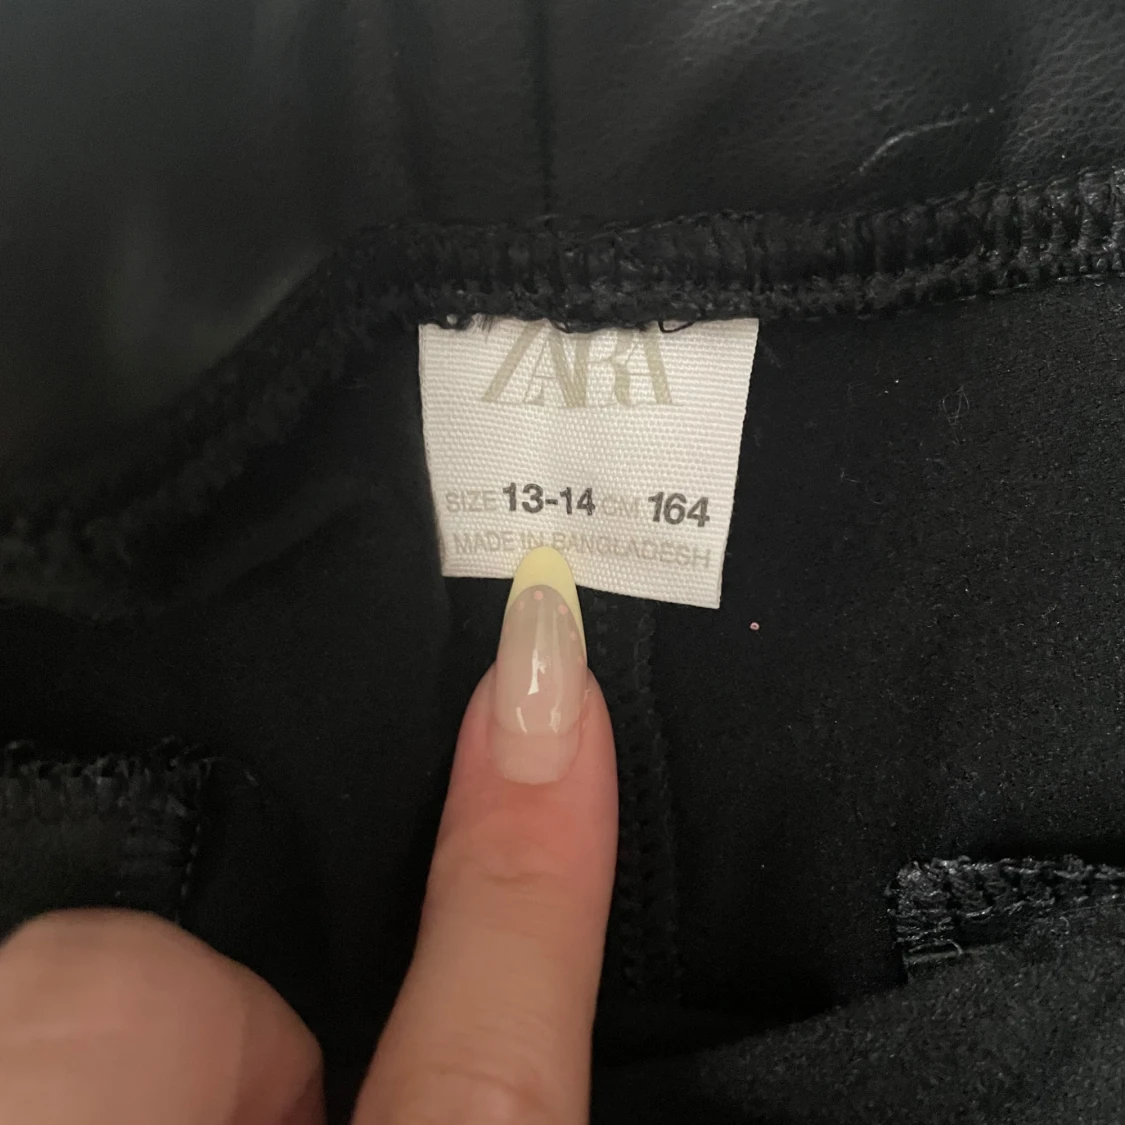 ZARA
SIZE 13-14 CM 164
MADE IN BANGLADESH